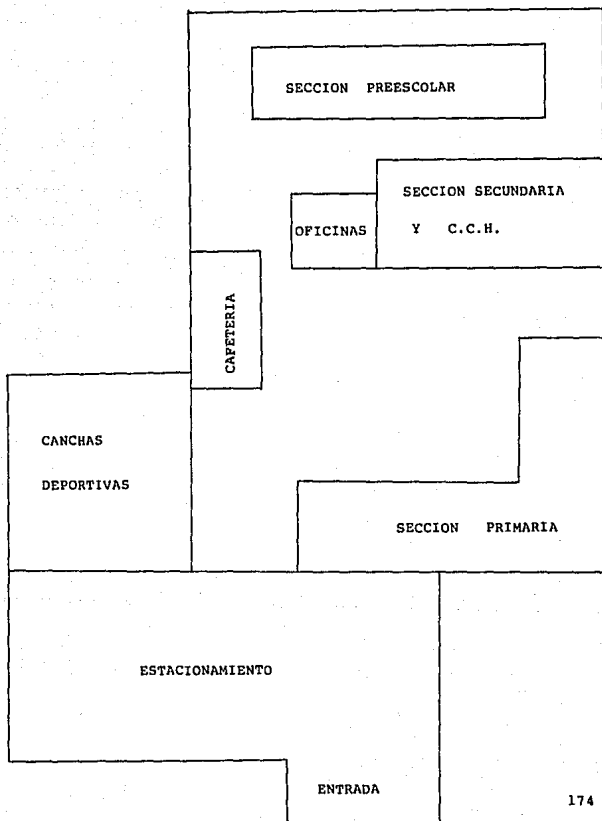 SECCION PREESCOLAR
SECCION SECUNDARIA
Y C.C.H.
OFICINAS
CAFETERIA
CANCHAS
DEPORTIVAS
SECCION PRIMARIA
ESTACIONAMIENTO
ENTRADA
174